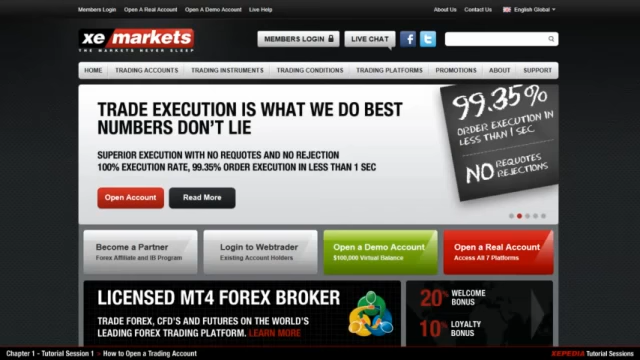 Members Login Open A Real Account Open A Demo Account Live Help About Us Contact Us English Global
xe markets
THE MARKETS NEVER SLEEP
MEMBERS LOGIN LIVE CHAT f t
HOME TRADING ACCOUNTS TRADING INSTRUMENTS TRADING CONDITIONS TRADING PLATFORMS PROMOTIONS ABOUT SUPPORT
TRADE EXECUTION IS WHAT WE DO BEST
NUMBERS DON'T LIE
SUPERIOR EXECUTION WITH NO REQUOTES AND NO REJECTION
100% EXECUTION RATE, 99.35% ORDER EXECUTION IN LESS THAN 1 SEC
Open Account Read More
99.35%
ORDER EXECUTION IN
LESS THAN 1 SEC
NO REQUOTES
REJECTIONS
Become a Partner
Forex Affiliate and IB Program
Login to Webtrader
Existing Account Holders
Open a Demo Account
$100,000 Virtual Balance
Open a Real Account
Access All 7 Platforms
LICENSED MT4 FOREX BROKER
TRADE FOREX, CFD'S AND FUTURES ON THE WORLD'S
LEADING FOREX TRADING PLATFORM. LEARN MORE
20% WELCOME
BONUS
10% LOYALTY
BONUS
Chapter 1 - Tutorial Session 1 > How to Open a Trading Account XEPEDIA Tutorial Sessions